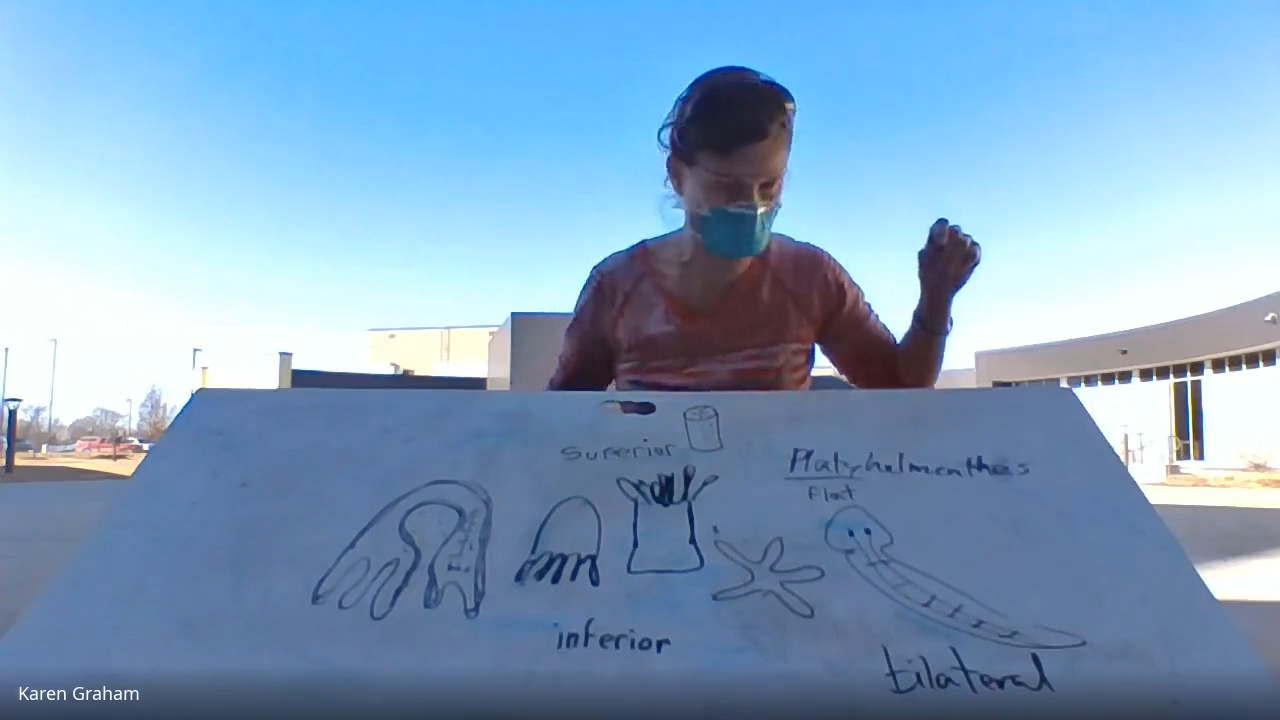 Superior
Platyhelmenthes
Flat
inferior
bilateral
Karen Graham